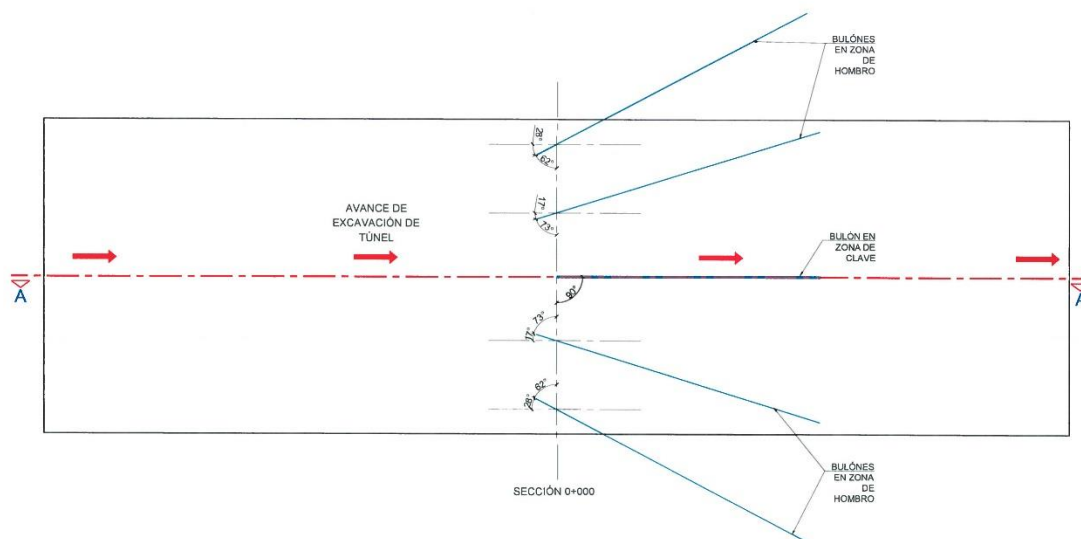 BULÓNES
EN ZONA
DE
HOMBRO
28°
62°
17°
73°
AVANCE DE
EXCAVACIÓN DE
TÚNEL
BULÓN EN
ZONA DE
CLAVE
A
A
90°
73°
17°
62°
28°
BULÓNES
EN ZONA
DE
HOMBRO
SECCIÓN 0+000